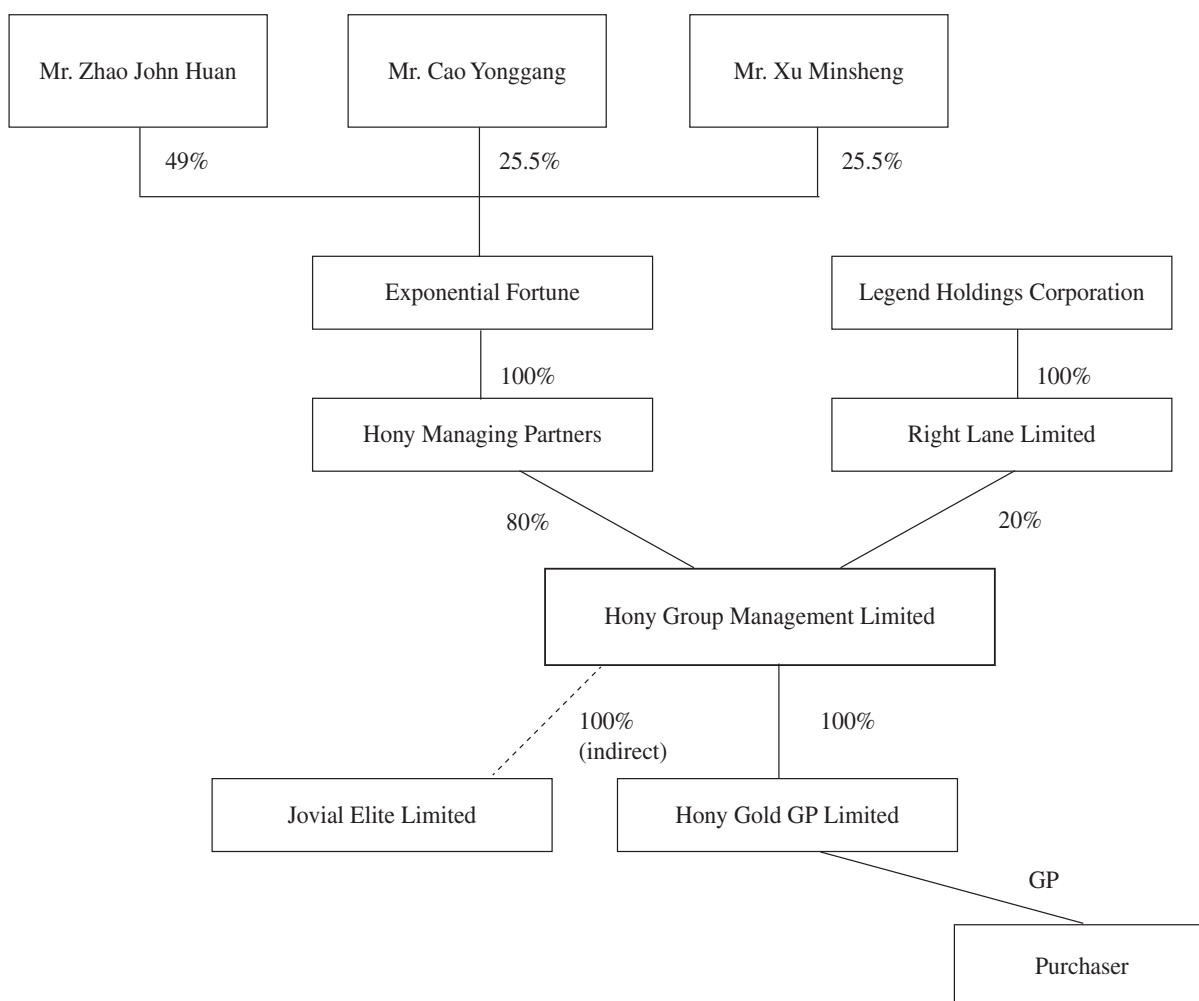 Mr. Zhao John Huan
Mr. Cao Yonggang
Mr. Xu Minsheng
49%
25.5%
25.5%
Exponential Fortune
Legend Holdings Corporation
100%
100%
Hony Managing Partners
Right Lane Limited
80%
20%
Hony Group Management Limited
100%
(indirect)
100%
Jovial Elite Limited
Hony Gold GP Limited
GP
Purchaser